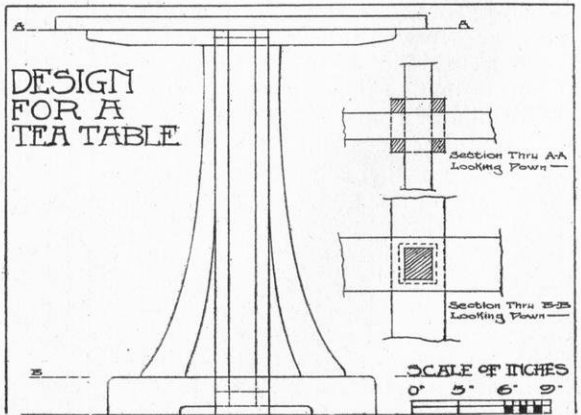 A A
DESIGN
FOR A
TEA TABLE
Section Thru A-A
Looking Down
Section Thru B-B
Looking Down
B
SCALE OF INCHES
0" 3" 6" 9"